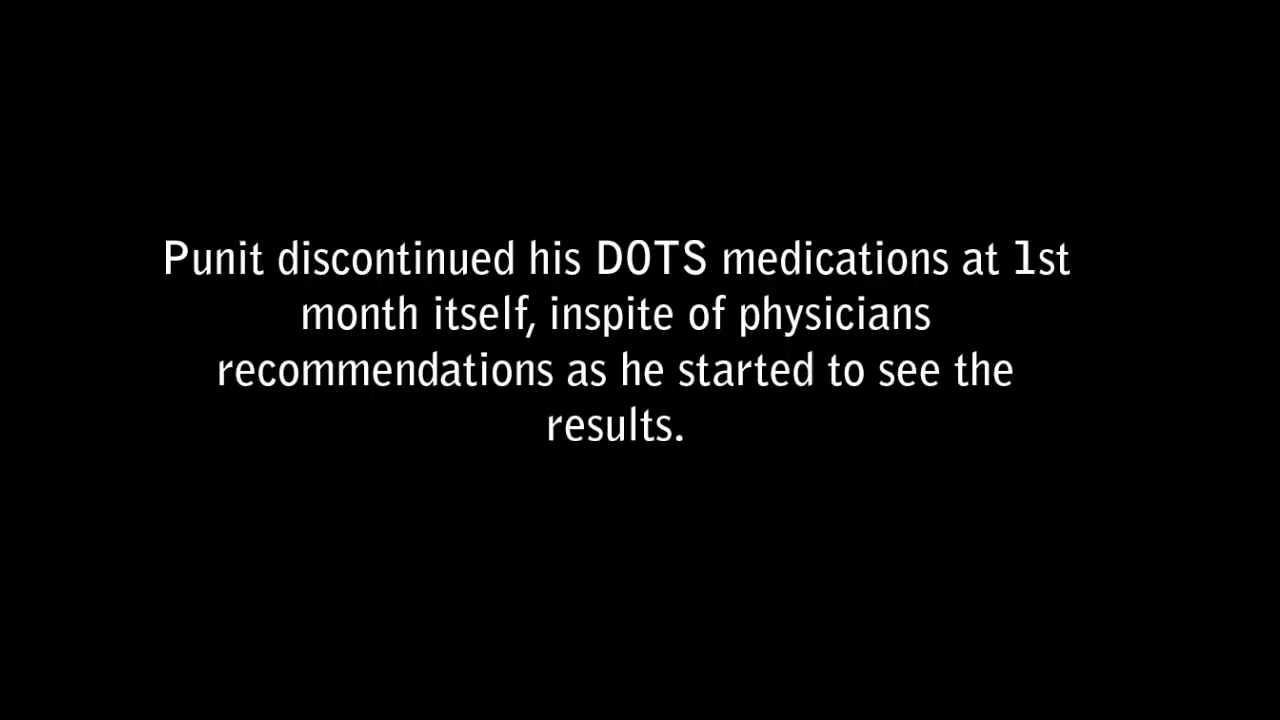 Punit discontinued his DOTS medications at 1st
month itself, inspite of physicians
recommendations as he started to see the
results.